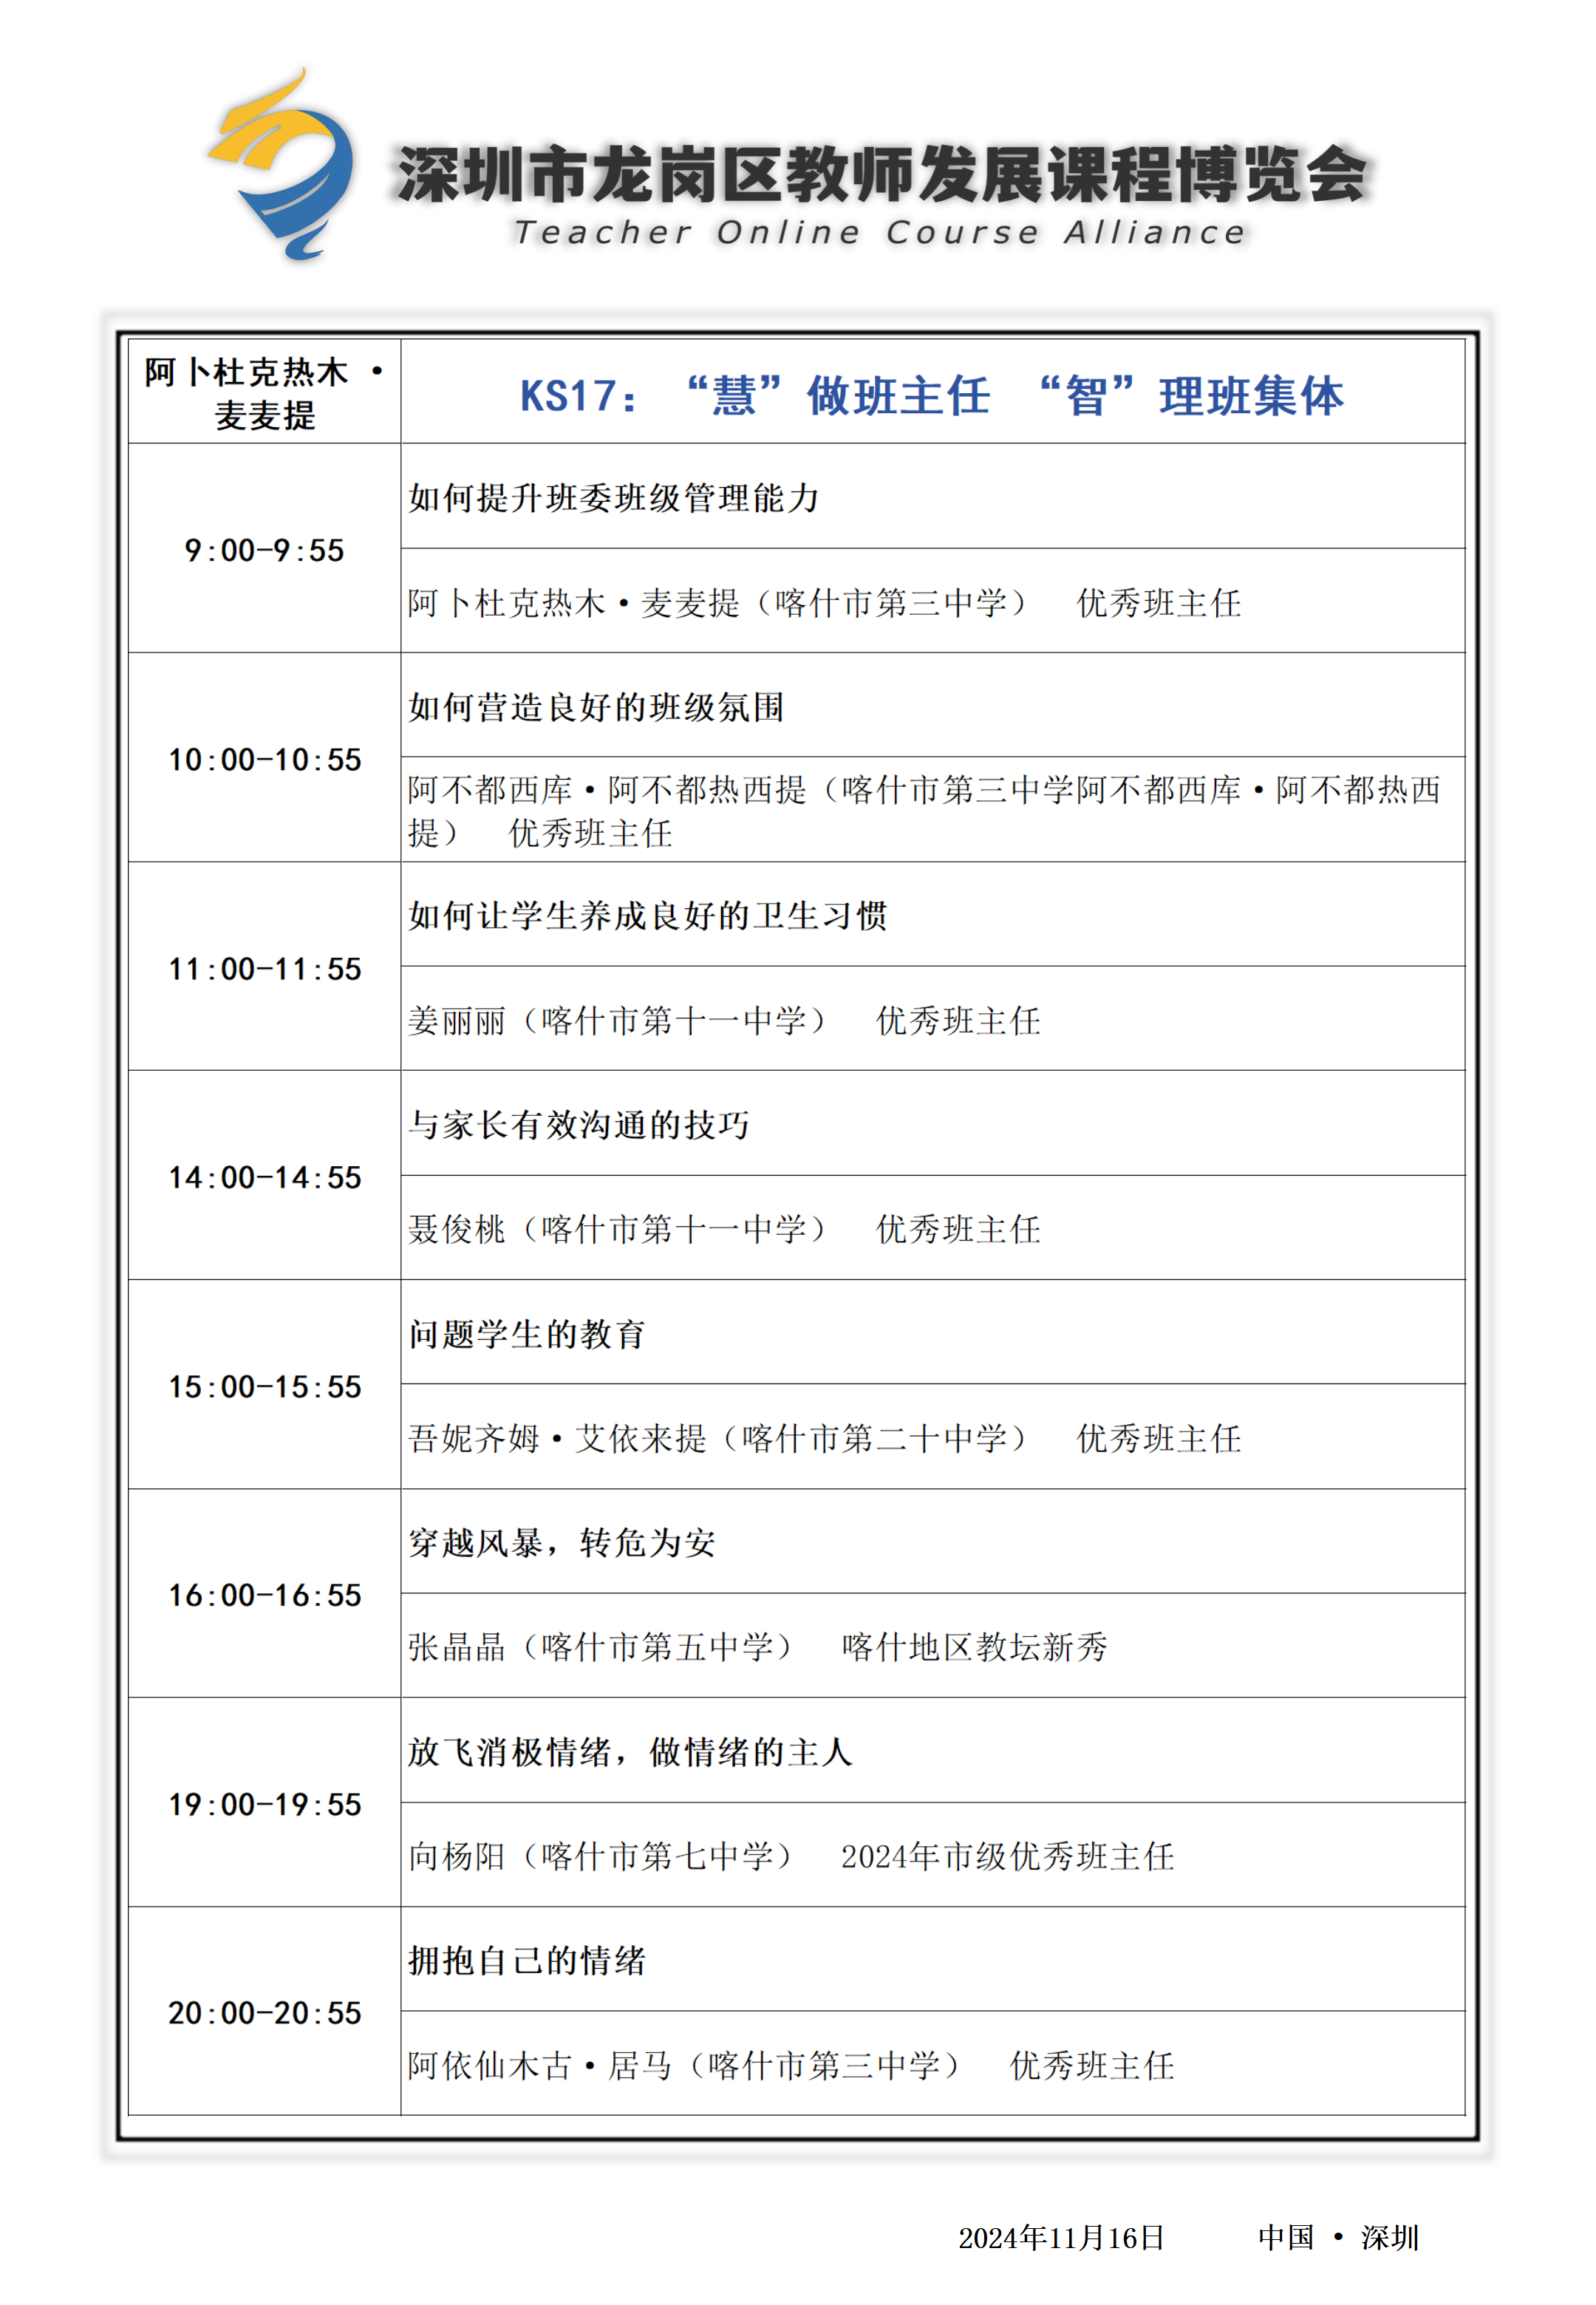 深圳市龙岗区教师发展课程博览会
Teacher Online Course Alliance
阿卜杜克热木 ·
麦麦提
KS17：“慧”做班主任 “智”理班集体
9:00-9:55
如何提升班委班级管理能力
阿卜杜克热木·麦麦提（喀什市第三中学） 优秀班主任
10:00-10:55
如何营造良好的班级氛围
阿不都西库·阿不都热西提（喀什市第三中学阿不都西库·阿不都热西
提） 优秀班主任
11:00-11:55
如何让学生养成良好的卫生习惯
姜丽丽（喀什市第十一中学） 优秀班主任
14:00-14:55
与家长有效沟通的技巧
聂俊桃（喀什市第十一中学） 优秀班主任
15:00-15:55
问题学生的教育
吾妮齐姆·艾依来提（喀什市第二十中学） 优秀班主任
16:00-16:55
穿越风暴，转危为安
张晶晶（喀什市第五中学） 喀什地区教坛新秀
19:00-19:55
放飞消极情绪，做情绪的主人
向杨阳（喀什市第七中学） 2024年市级优秀班主任
20:00-20:55
拥抱自己的情绪
阿依仙木古·居马（喀什市第三中学） 优秀班主任
2024年11月16日 中国 · 深圳